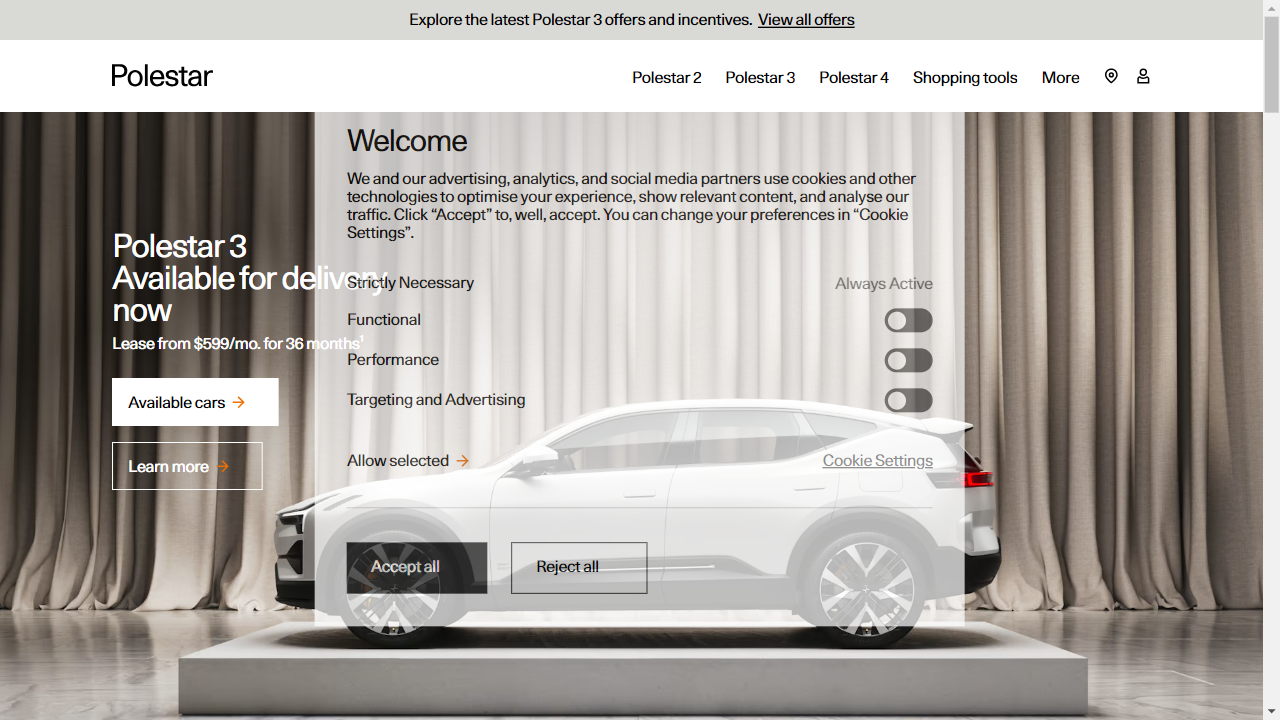 Explore the latest Polestar 3 offers and incentives. View all offers
Polestar
Polestar 2 Polestar 3 Polestar 4 Shopping tools More
Welcome
We and our advertising, analytics, and social media partners use cookies and other
technologies to optimise your experience, show relevant content, and analyse our
traffic. Click “Accept” to, well, accept. You can change your preferences in “Cookie
Settings”.
Polestar 3
Available for delivery
now
Lease from $599/mo. for 36 months¹
Available cars
Learn more
Strictly Necessary Always Active
Functional
Performance
Targeting and Advertising
Allow selected Cookie Settings
Accept all Reject all